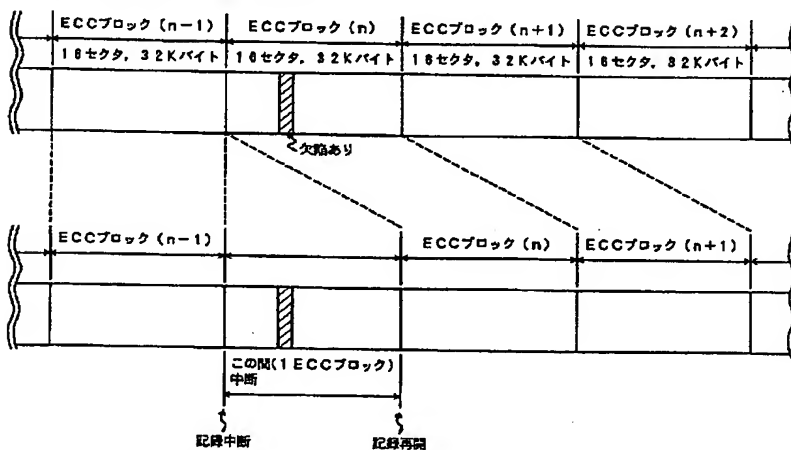 ECCブロック (n−1) ECCブロック (n) ECCブロック (n+1) ECCブロック (n+2)
16セクタ, 32Kバイト 16セクタ, 32Kバイト 16セクタ, 32Kバイト 16セクタ, 32Kバイト
欠陥あり
ECCブロック (n−1) ECCブロック (n) ECCブロック (n+1)
この間(1ECCブロック)
中断
記録中断 記録再開